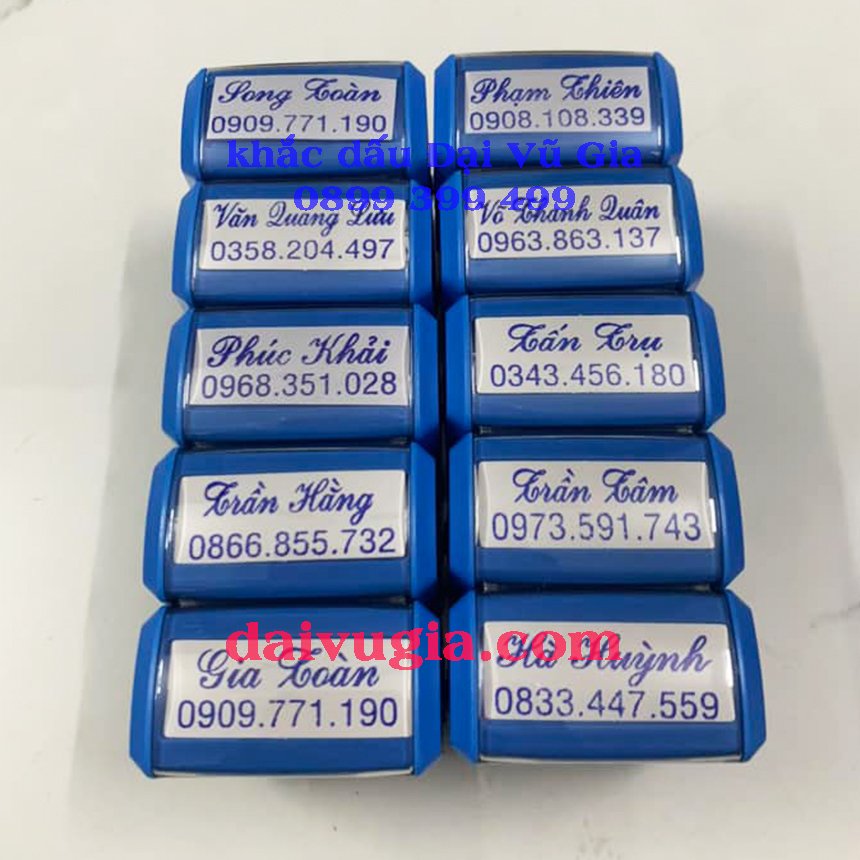 Song Toàn
0909.771.190
Phạm Thiên
0908.108.339
khắc dấu Đại Vũ Gia
0899 399 499
Văn Quang Lưu
0358.204.497
Võ Thanh Quân
0963.863.137
Phúc Khải
0968.351.028
Tấn Trụ
0343.456.180
Trần Hằng
0866.855.732
Trần Tâm
0973.591.743
daivugia.com
Gia Toàn
0909.771.190
Hà Huỳnh
0833.447.559